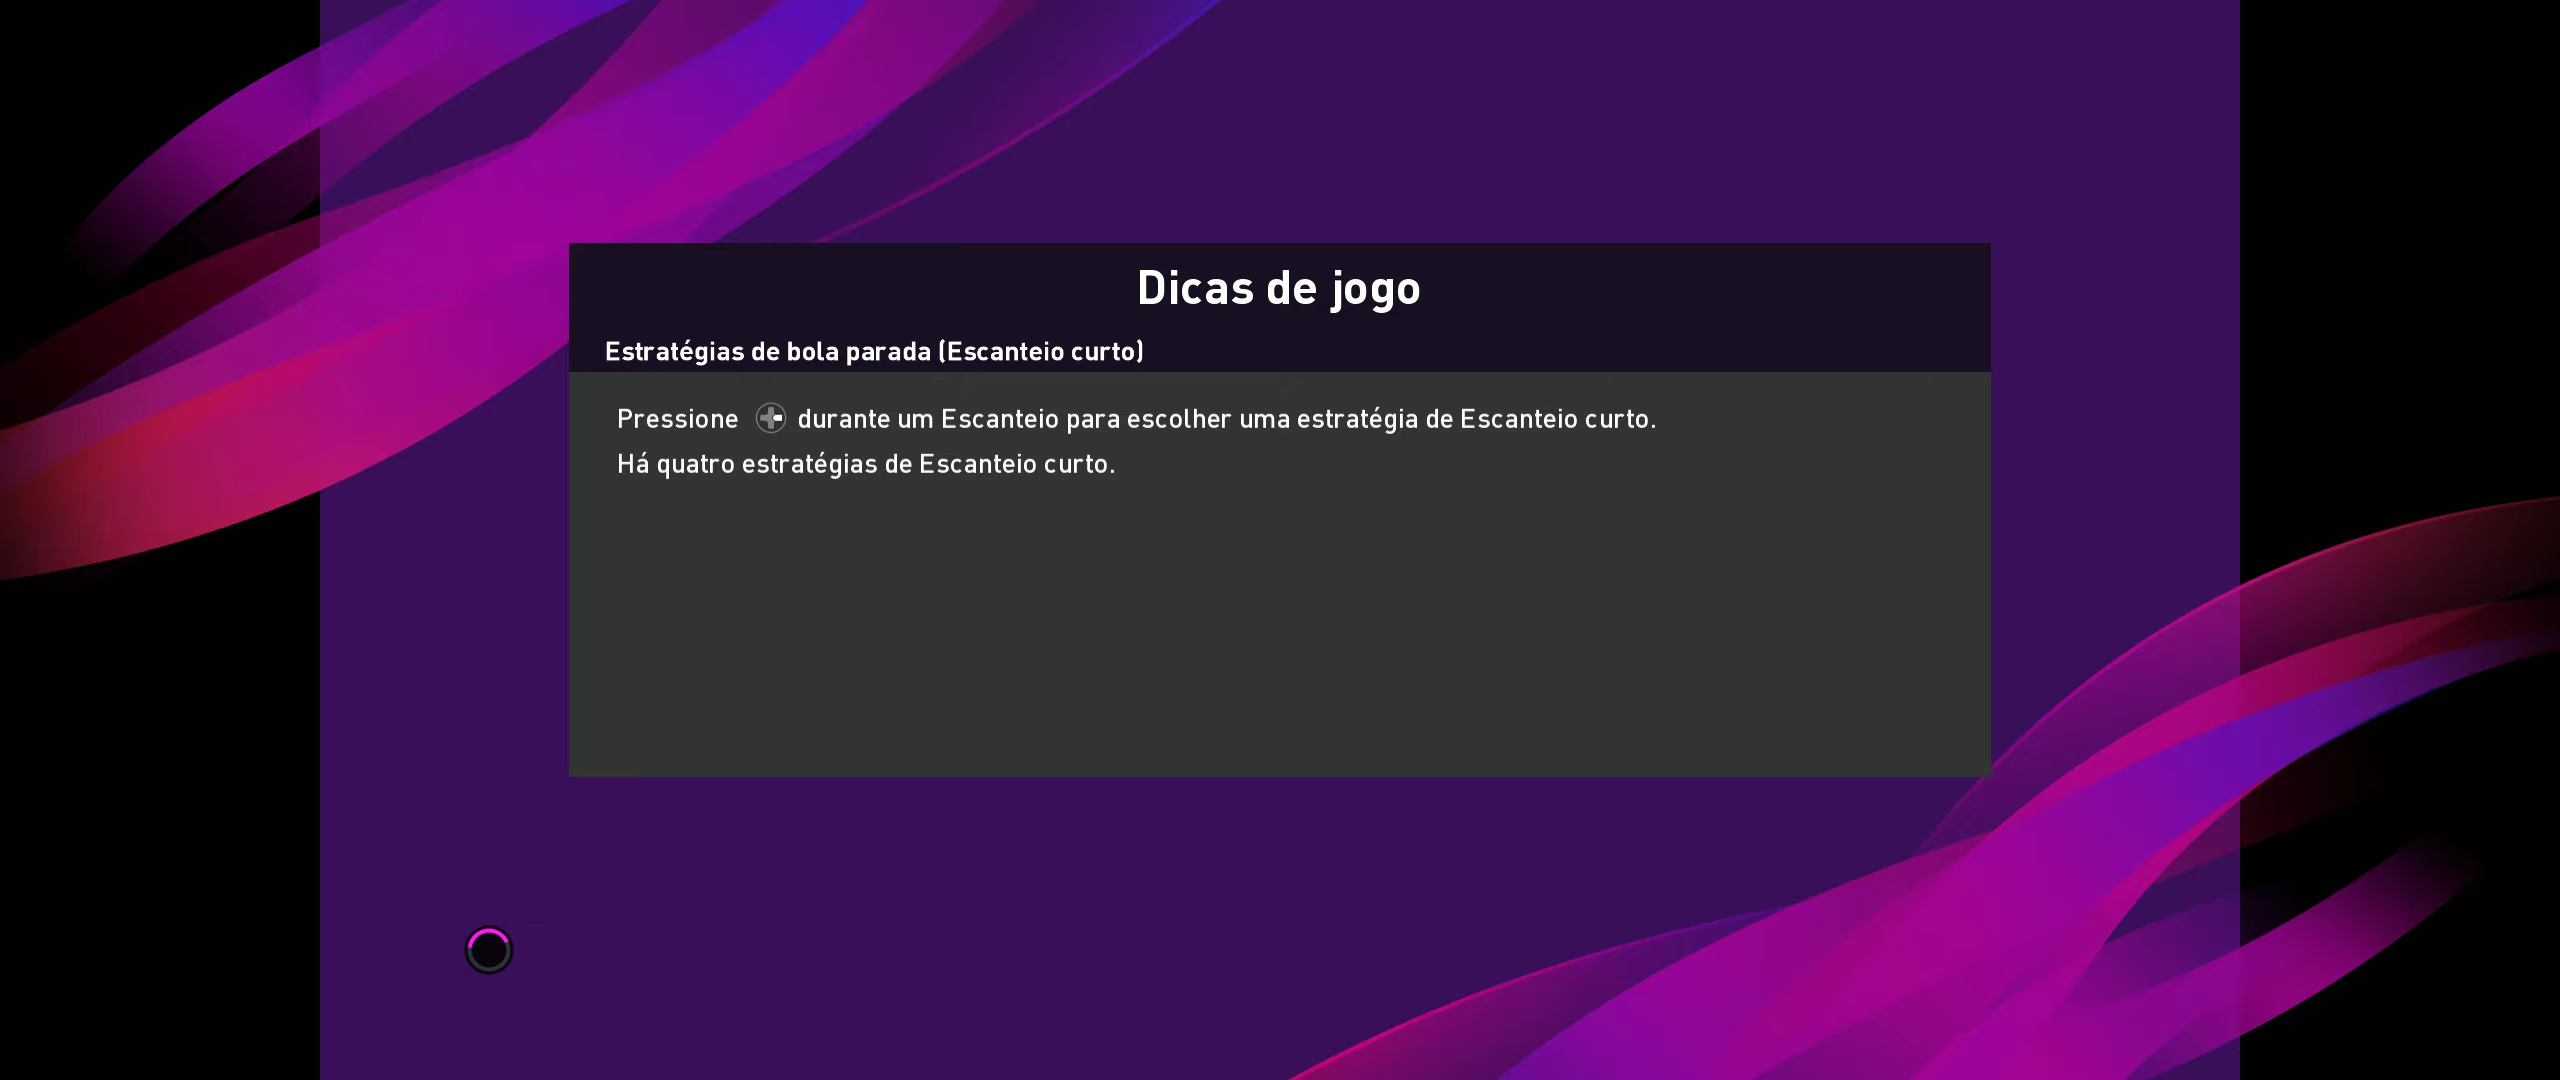 Dicas de jogo
Estratégias de bola parada (Escanteio curto)
Pressione durante um Escanteio para escolher uma estratégia de Escanteio curto.
Há quatro estratégias de Escanteio curto.